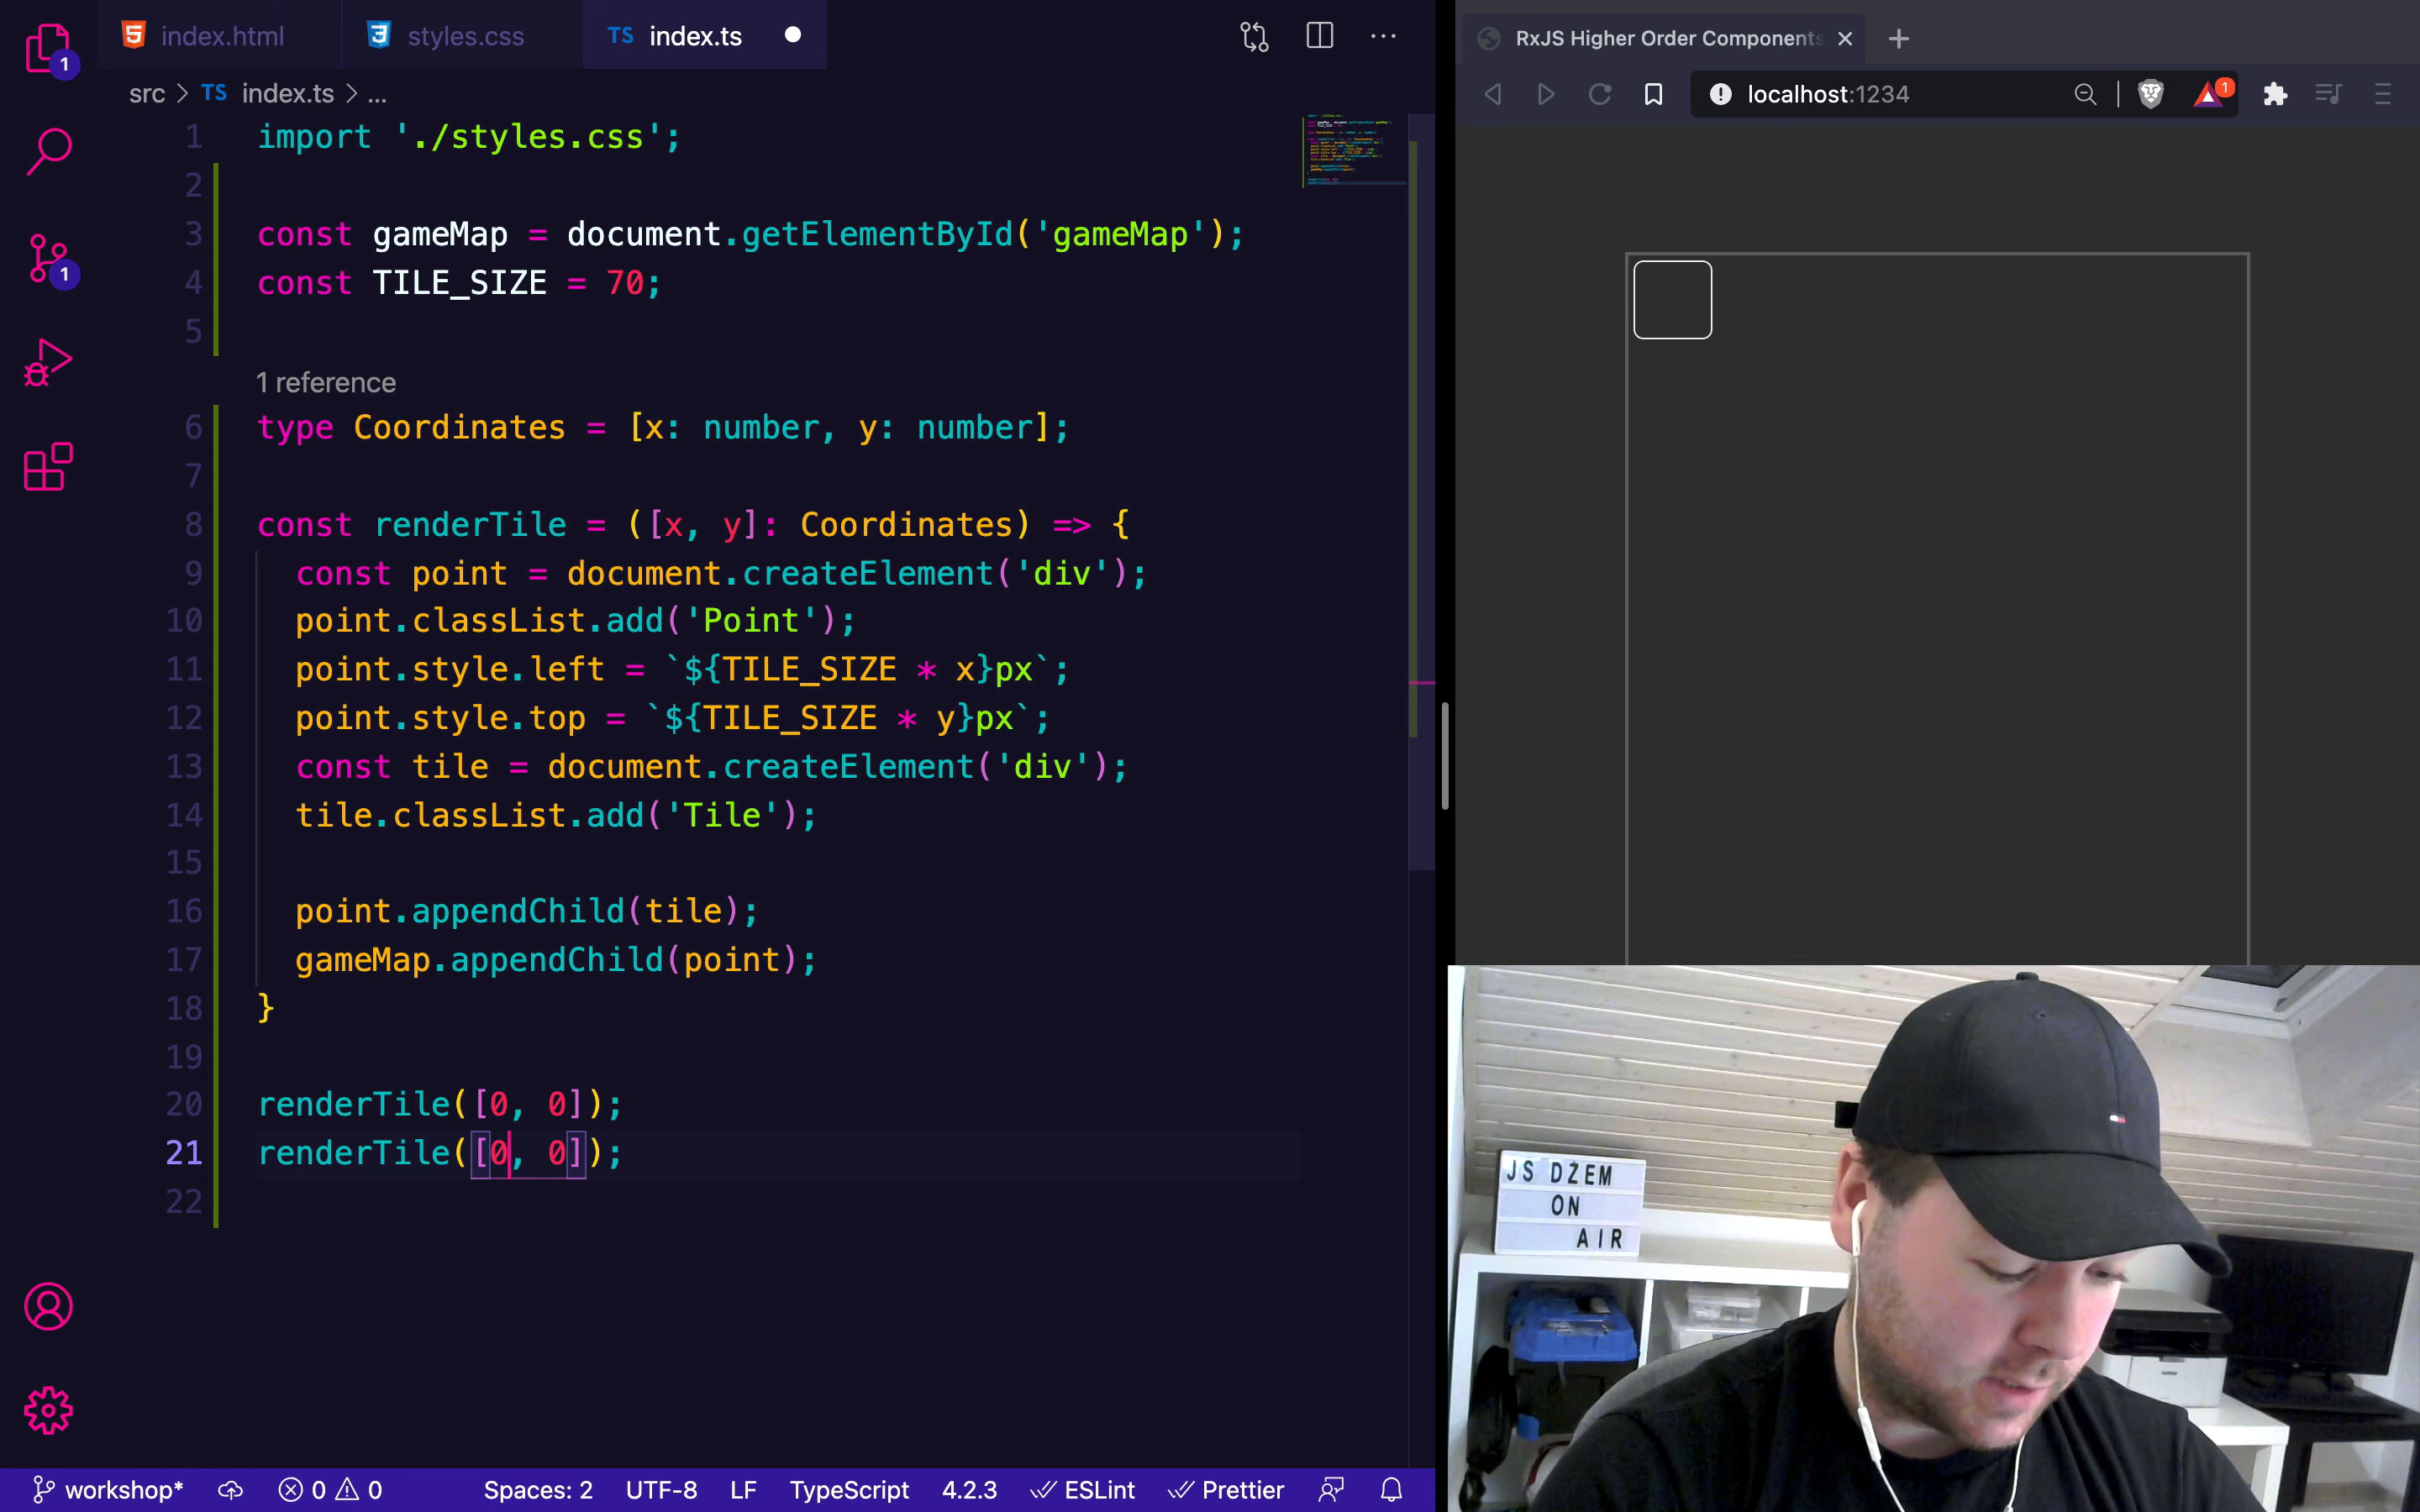 index.html
styles.css
TS index.ts
src > TS index.ts > ...
1 import './styles.css';
2
3 const gameMap = document.getElementById('gameMap');
4 const TILE_SIZE = 70;
5
1 reference
6 type Coordinates = [x: number, y: number];
7
8 const renderTile = ([x, y]: Coordinates) => {
9 const point = document.createElement('div');
10 point.classList.add('Point');
11 point.style.left = `${TILE_SIZE * x}px`;
12 point.style.top = `${TILE_SIZE * y}px`;
13 const tile = document.createElement('div');
14 tile.classList.add('Tile');
15
16 point.appendChild(tile);
17 gameMap.appendChild(point);
18 }
19
20 renderTile([0, 0]);
21 renderTile([0, 0]);
22
1
1
workshop* 0 0 Spaces: 2 UTF-8 LF TypeScript 4.2.3 ESLint Prettier
RxJS Higher Order Components
localhost:1234
1
JS DŻEM
ON
AIR